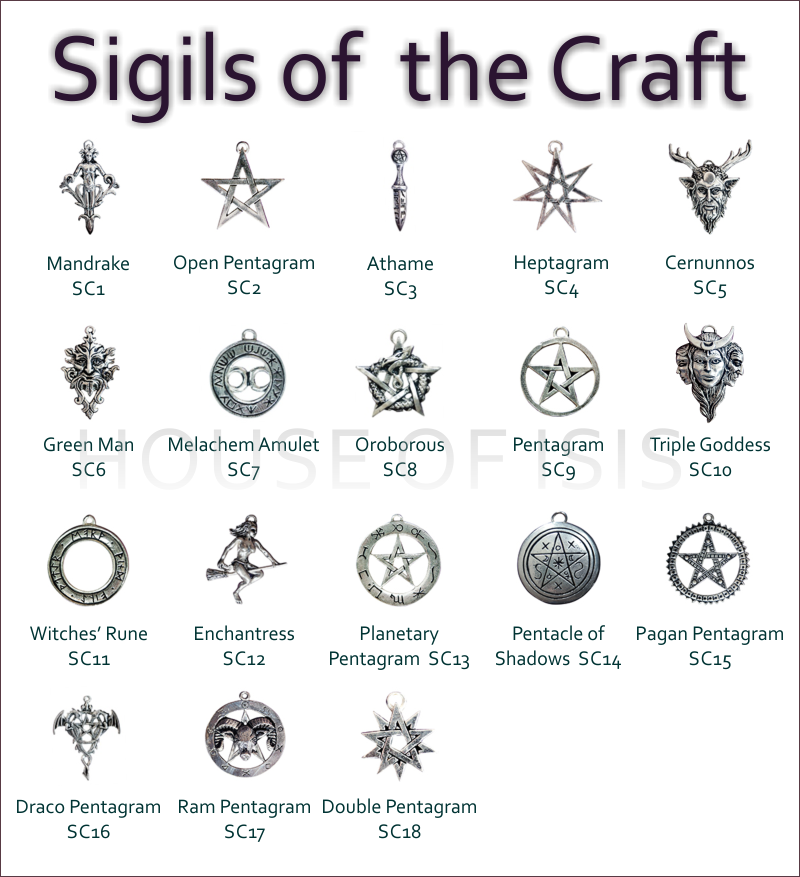 Sigils of the Craft
Mandrake
SC1
Open Pentagram
SC2
Athame
SC3
Heptagram
SC4
Cernunnos
SC5
Green Man
SC6
Melachem Amulet
SC7
Oroborous
SC8
Pentagram
SC9
Triple Goddess
SC10
HOUSE OF ISIS
Witches’ Rune
SC11
Enchantress
SC12
Planetary
Pentagram SC13
Pentacle of
Shadows SC14
Pagan Pentagram
SC15
Draco Pentagram
SC16
Ram Pentagram
SC17
Double Pentagram
SC18